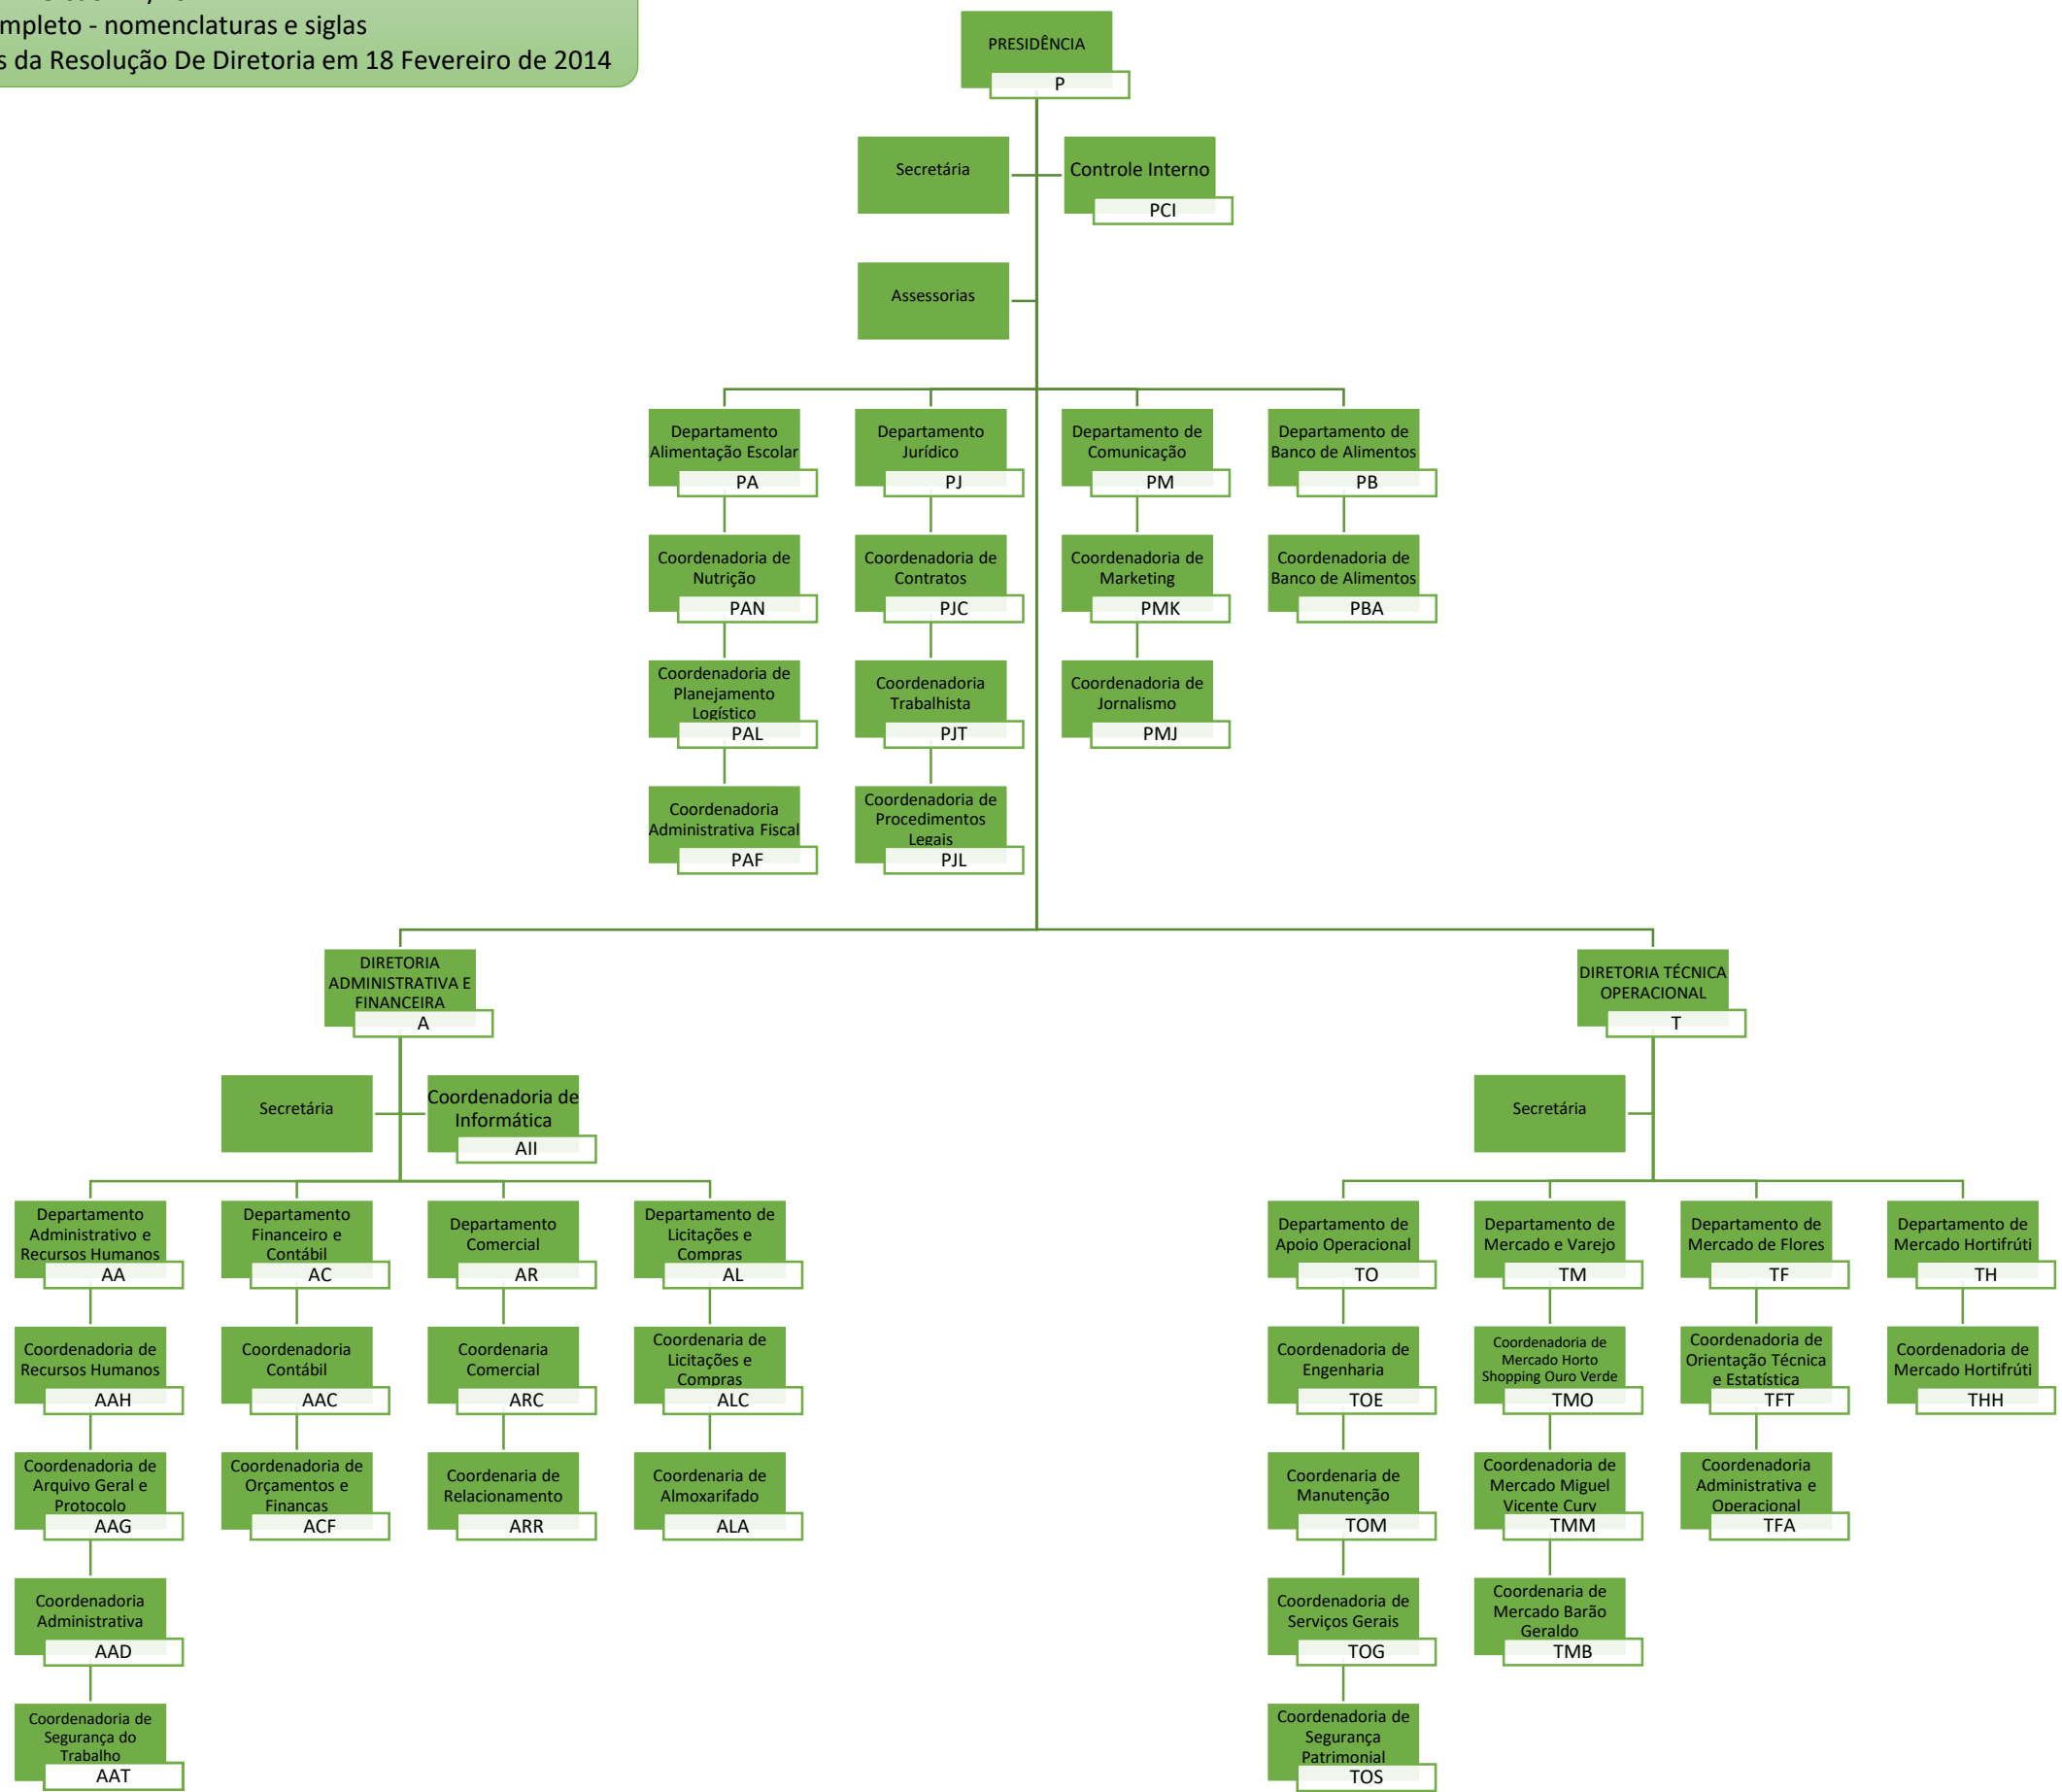 mpleto - nomenclaturas e siglas
s da Resolução De Diretoria em 18 Fevereiro de 2014
PRESIDÊNCIA
P
Secretária
Controle Interno
PCI
Assessorias
Departamento
Alimentação Escolar
PA
Departamento
Jurídico
PJ
Departamento de
Comunicação
PM
Departamento de
Banco de Alimentos
PB
Coordenadoria de
Nutrição
PAN
Coordenadoria de
Contratos
PJC
Coordenadoria de
Marketing
PMK
Coordenadoria de
Banco de Alimentos
PBA
Coordenadoria de
Planejamento
Logístico
PAL
Coordenadoria
Trabalhista
PJT
Coordenadoria de
Jornalismo
PMJ
Coordenadoria
Administrativa Fiscal
PAF
Coordenadoria de
Procedimentos
Legais
PJL
DIRETORIA
ADMINISTRATIVA E
FINANCEIRA
A
DIRETORIA TÉCNICA
OPERACIONAL
T
Secretária
Coordenadoria de
Informática
AII
Secretária
Departamento
Administrativo e
Recursos Humanos
AA
Departamento
Financeiro e
Contábil
AC
Departamento
Comercial
AR
Departamento de
Licitações e
Compras
AL
Departamento de
Apoio Operacional
TO
Departamento de
Mercado e Varejo
TM
Departamento de
Mercado de Flores
TF
Departamento de
Mercado Hortifrúti
TH
Coordenadoria de
Recursos Humanos
AAH
Coordenadoria
Contábil
AAC
Coordenaria
Comercial
ARC
Coordenaria de
Licitações e
Compras
ALC
Coordenadoria de
Engenharia
TOE
Coordenadoria de
Mercado Horto
Shopping Ouro Verde
TMO
Coordenadoria de
Orientação Técnica
e Estatística
TFT
Coordenadoria de
Mercado Hortifrúti
THH
Coordenadoria de
Arquivo Geral e
Protocolo
AAG
Coordenadoria de
Orçamentos e
Finanças
ACF
Coordenaria de
Relacionamento
ARR
Coordenaria de
Almoxarifado
ALA
Coordenaria de
Manutenção
TOM
Coordenadoria de
Mercado Miguel
Vicente Cury
TMM
Coordenadoria
Administrativa e
Operacional
TFA
Coordenadoria
Administrativa
AAD
Coordenadoria de
Serviços Gerais
TOG
Coordenaria de
Mercado Barão
Geraldo
TMB
Coordenadoria de
Segurança do
Trabalho
AAT
Coordenadoria de
Segurança
Patrimonial
TOS